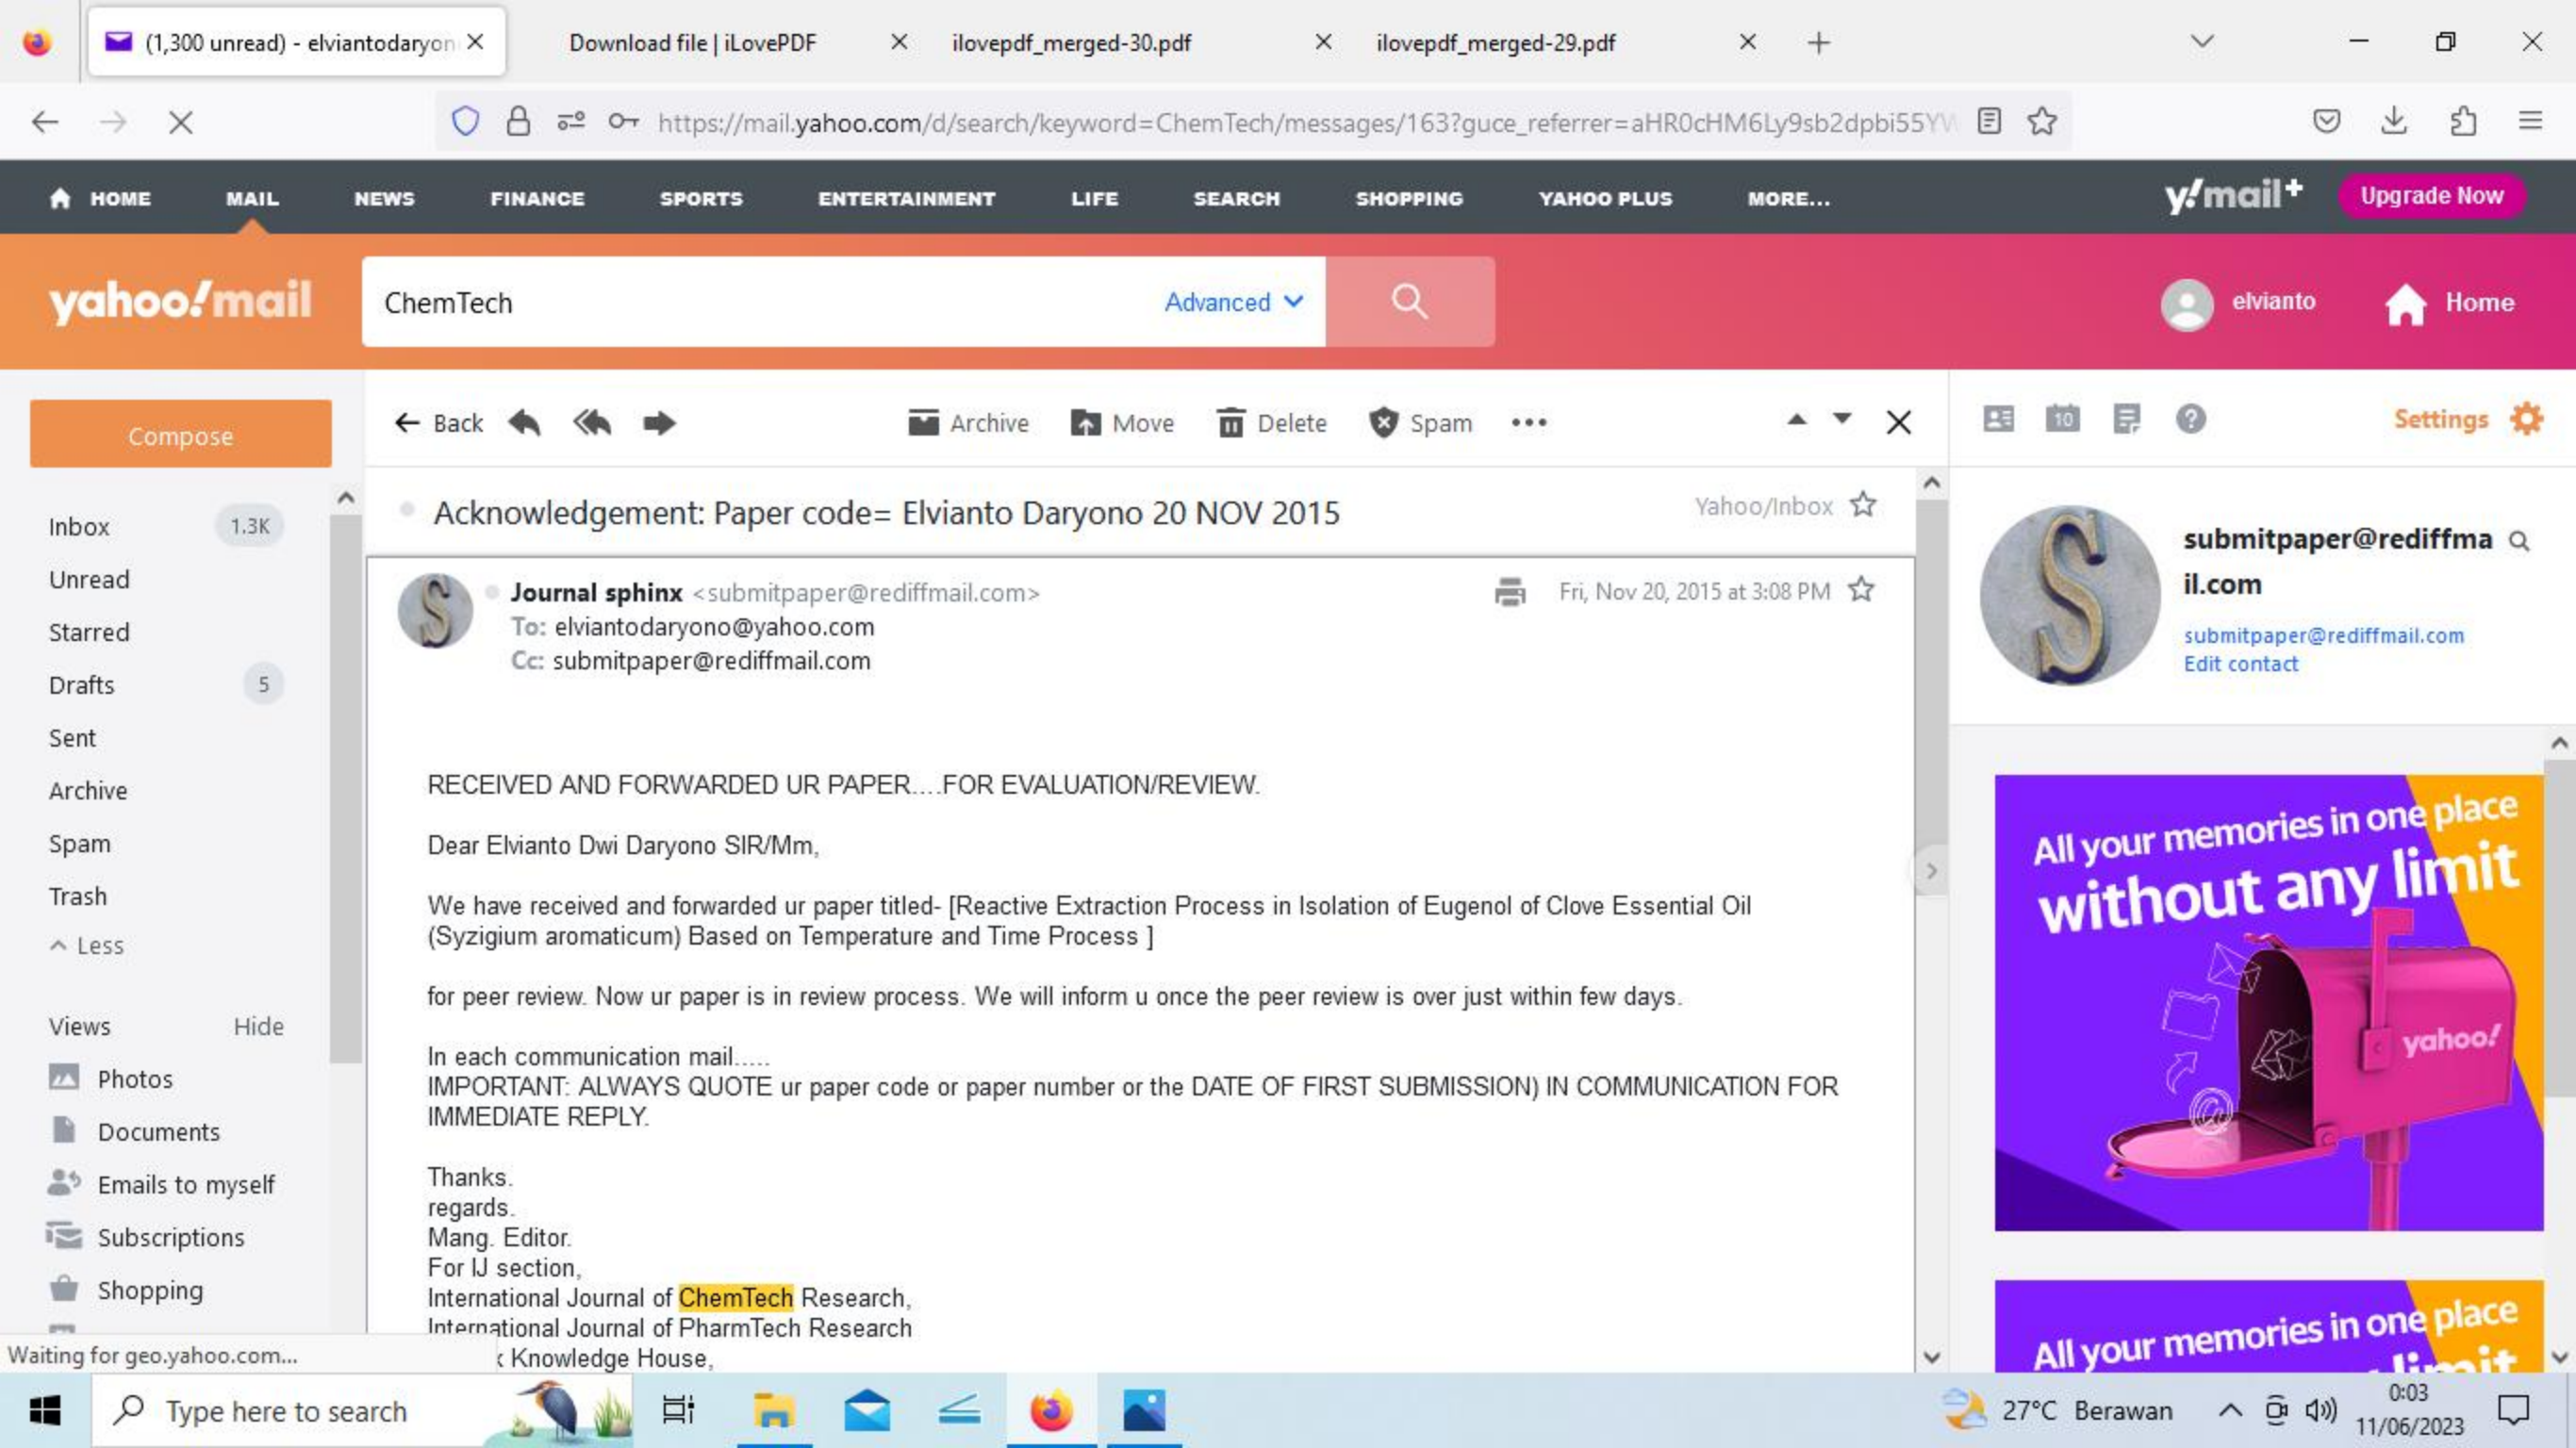 (1,300 unread) - elviantodaryon
Download file | iLovePDF
ilovepdf_merged-30.pdf
ilovepdf_merged-29.pdf
https://mail.yahoo.com/d/search/keyword=ChemTech/messages/163?guce_referrer=aHR0cHM6Ly9sb2dpbi55YW
HOME MAIL NEWS FINANCE SPORTS ENTERTAINMENT LIFE SEARCH SHOPPING YAHOO PLUS MORE...
y!mail+ Upgrade Now
yahoo!mail
ChemTech Advanced
elvianto Home
Compose
Back Archive Move Delete Spam
10 Settings
Inbox 1.3K
Unread
Starred
Drafts 5
Sent
Archive
Spam
Trash
Less
Views Hide
Photos
Documents
Emails to myself
Subscriptions
Shopping
Acknowledgement: Paper code= Elvianto Daryono 20 NOV 2015
Yahoo/Inbox
S
Journal sphinx <submitpaper@rediffmail.com>
Fri, Nov 20, 2015 at 3:08 PM
To: elviantodaryono@yahoo.com
Cc: submitpaper@rediffmail.com
RECEIVED AND FORWARDED UR PAPER....FOR EVALUATION/REVIEW.
Dear Elvianto Dwi Daryono SIR/Mm,
We have received and forwarded ur paper titled- [Reactive Extraction Process in Isolation of Eugenol of Clove Essential Oil
(Syzigium aromaticum) Based on Temperature and Time Process ]
for peer review. Now ur paper is in review process. We will inform u once the peer review is over just within few days.
In each communication mail.....
IMPORTANT: ALWAYS QUOTE ur paper code or paper number or the DATE OF FIRST SUBMISSION) IN COMMUNICATION FOR
IMMEDIATE REPLY.
Thanks.
regards.
Mang. Editor.
For IJ section,
International Journal of ChemTech Research,
International Journal of PharmTech Research
Knowledge House,
S
submitpaper@rediffma
il.com
submitpaper@rediffmail.com
Edit contact
All your memories in one place
without any limit
yahoo!
@
All your memories in one place
Waiting for geo.yahoo.com...
Type here to search
27°C Berawan
0:03
11/06/2023